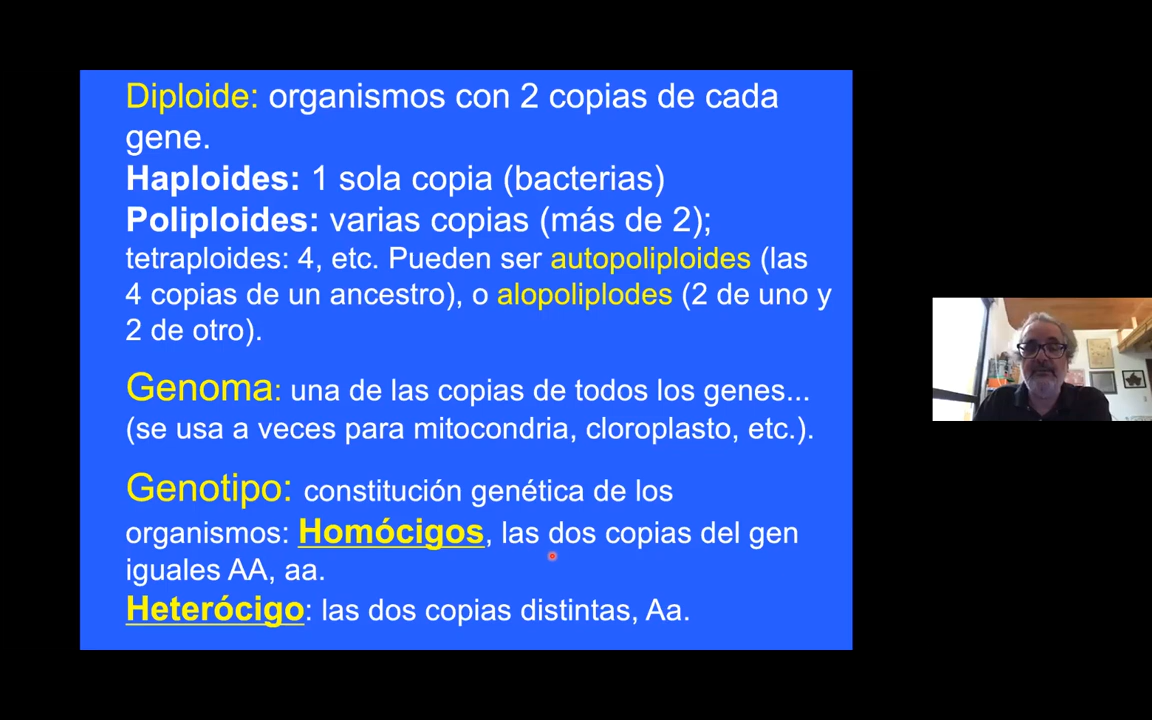 Diploide: organismos con 2 copias de cada
gene.
Haploides: 1 sola copia (bacterias)
Poliploides: varias copias (más de 2);
tetraploides: 4, etc. Pueden ser autopoliploides (las
4 copias de un ancestro), o alopoliplodes (2 de uno y
2 de otro).
Genoma: una de las copias de todos los genes...
(se usa a veces para mitocondria, cloroplasto, etc.).
Genotipo: constitución genética de los
organismos: Homócigos, las dos copias del gen
iguales AA, aa.
Heterócigo: las dos copias distintas, Aa.